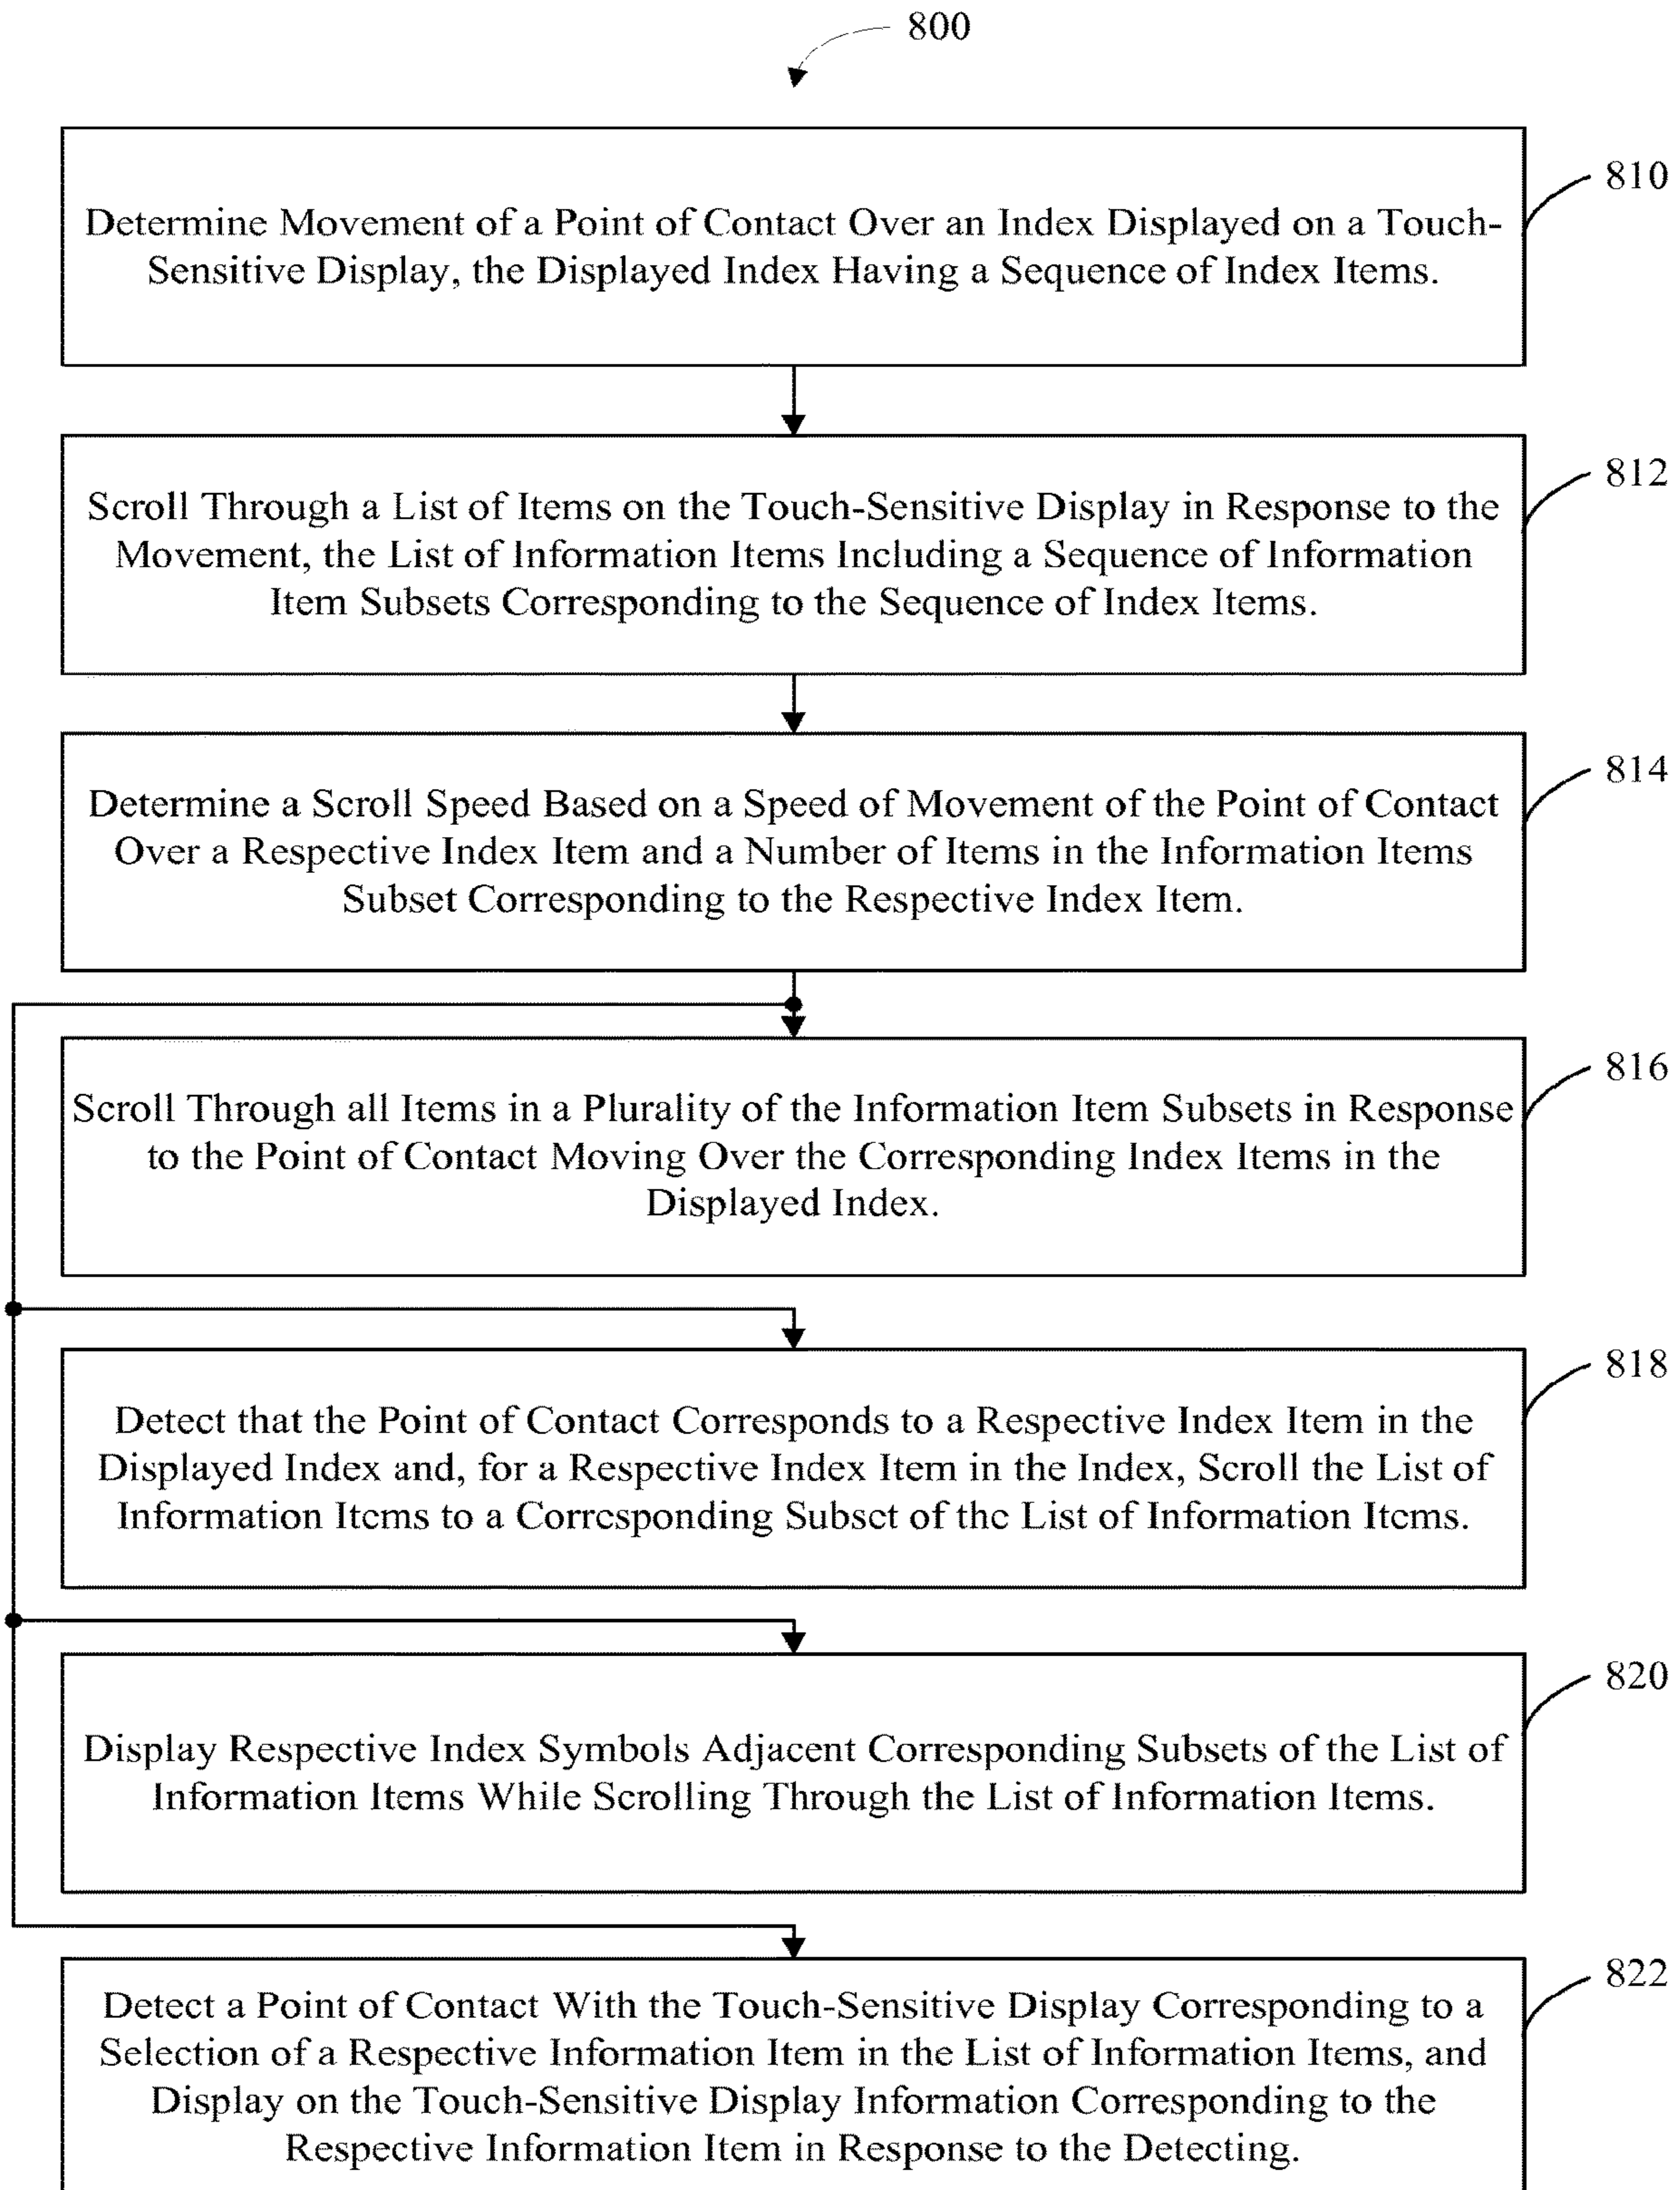 800
810
Determine Movement of a Point of Contact Over an Index Displayed on a Touch-
Sensitive Display, the Displayed Index Having a Sequence of Index Items.
812
Scroll Through a List of Items on the Touch-Sensitive Display in Response to the
Movement, the List of Information Items Including a Sequence of Information
Item Subsets Corresponding to the Sequence of Index Items.
814
Determine a Scroll Speed Based on a Speed of Movement of the Point of Contact
Over a Respective Index Item and a Number of Items in the Information Items
Subset Corresponding to the Respective Index Item.
816
Scroll Through all Items in a Plurality of the Information Item Subsets in Response
to the Point of Contact Moving Over the Corresponding Index Items in the
Displayed Index.
818
Detect that the Point of Contact Corresponds to a Respective Index Item in the
Displayed Index and, for a Respective Index Item in the Index, Scroll the List of
Information Items to a Corresponding Subset of the List of Information Items.
820
Display Respective Index Symbols Adjacent Corresponding Subsets of the List of
Information Items While Scrolling Through the List of Information Items.
822
Detect a Point of Contact With the Touch-Sensitive Display Corresponding to a
Selection of a Respective Information Item in the List of Information Items, and
Display on the Touch-Sensitive Display Information Corresponding to the
Respective Information Item in Response to the Detecting.